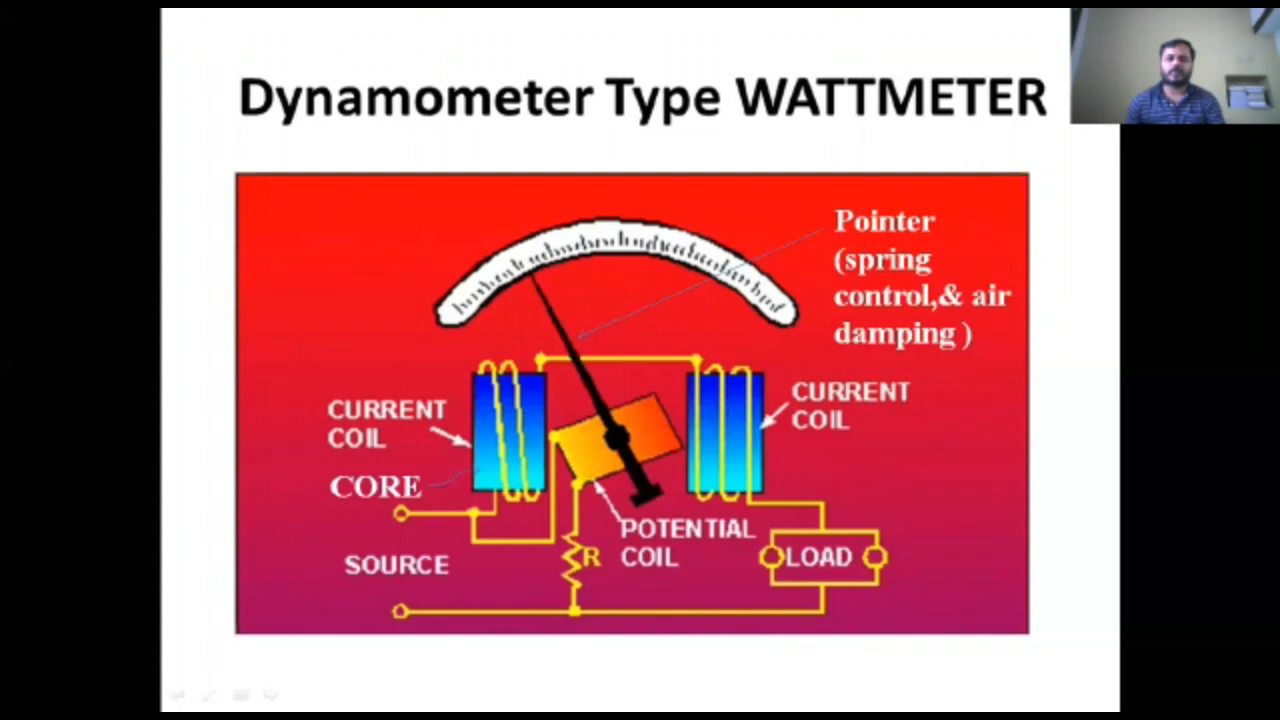 Dynamometer Type WATTMETER
Pointer
(spring
control,& air
damping )
CURRENT
COIL
CURRENT
COIL
CORE
POTENTIAL
COIL
R
LOAD
SOURCE